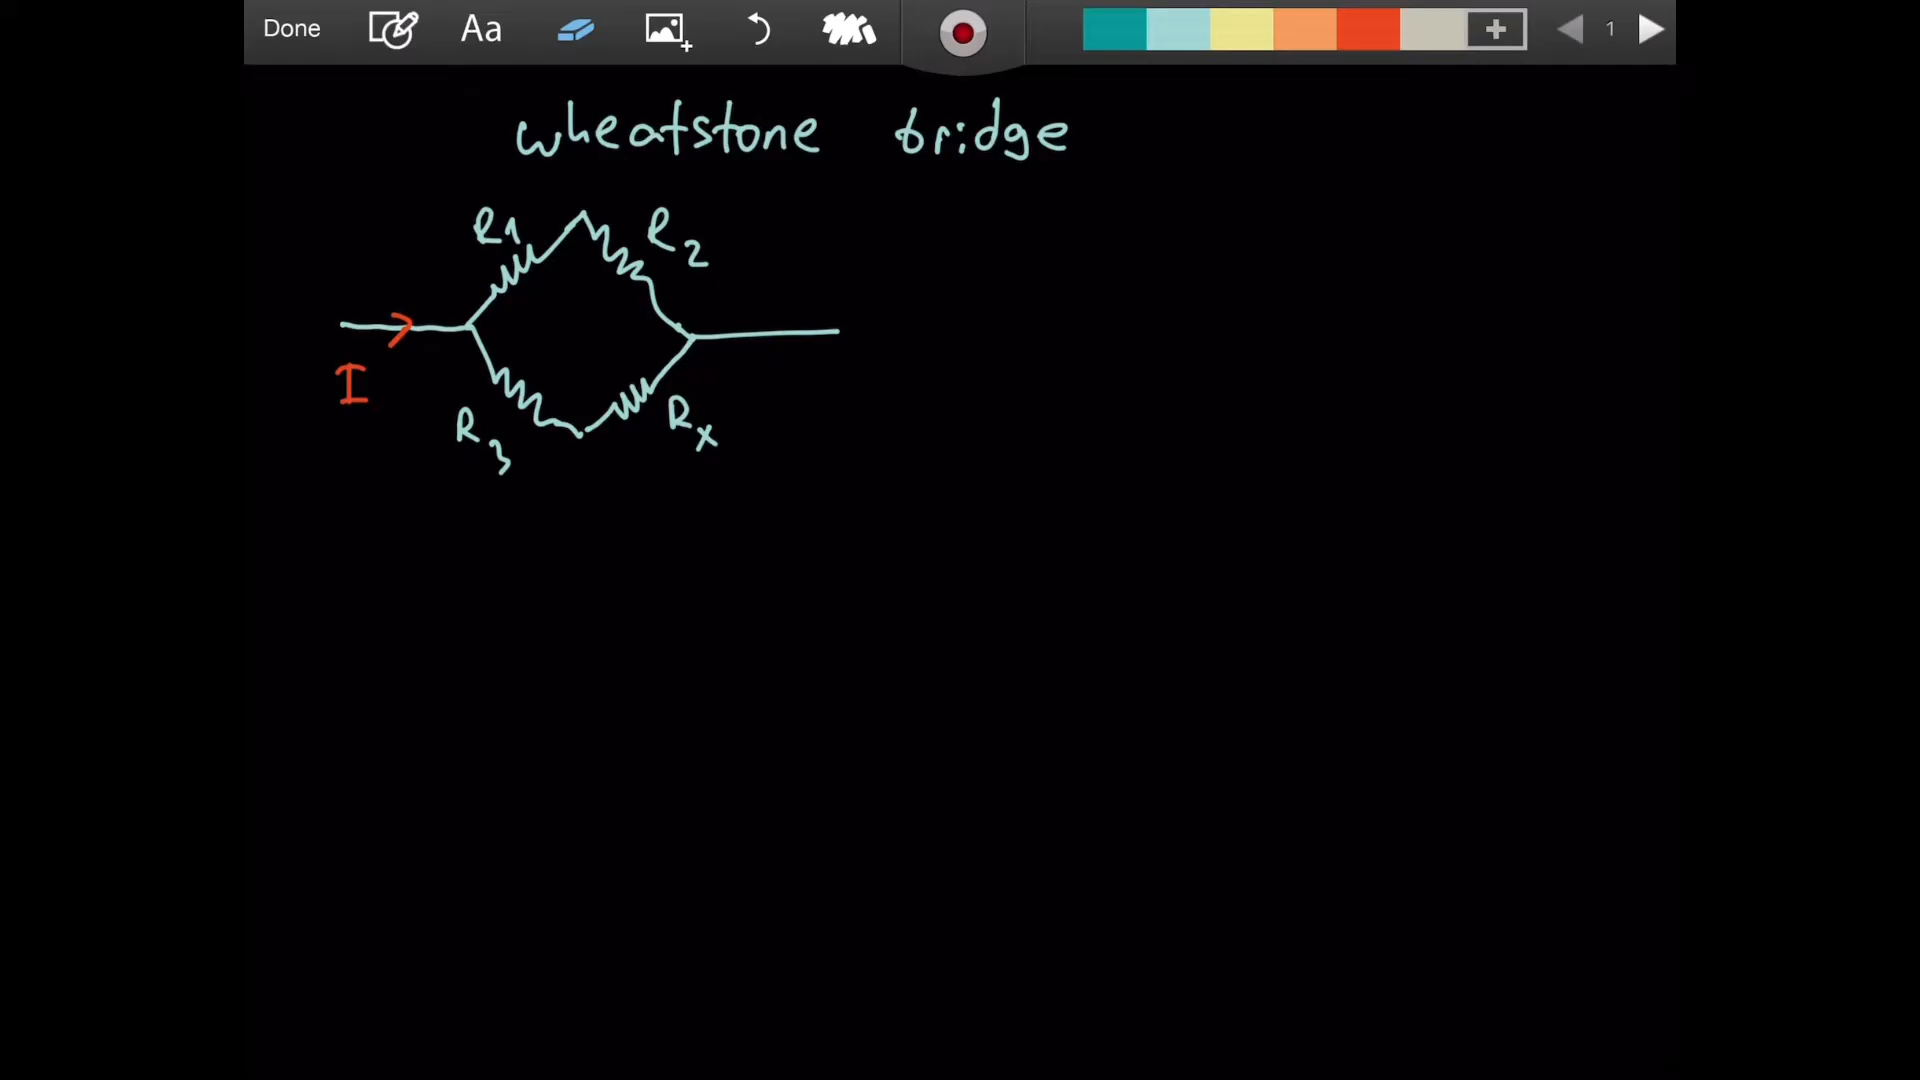 Done Aa 1
wheatstone bridge
R1 R2
I
R3 Rx